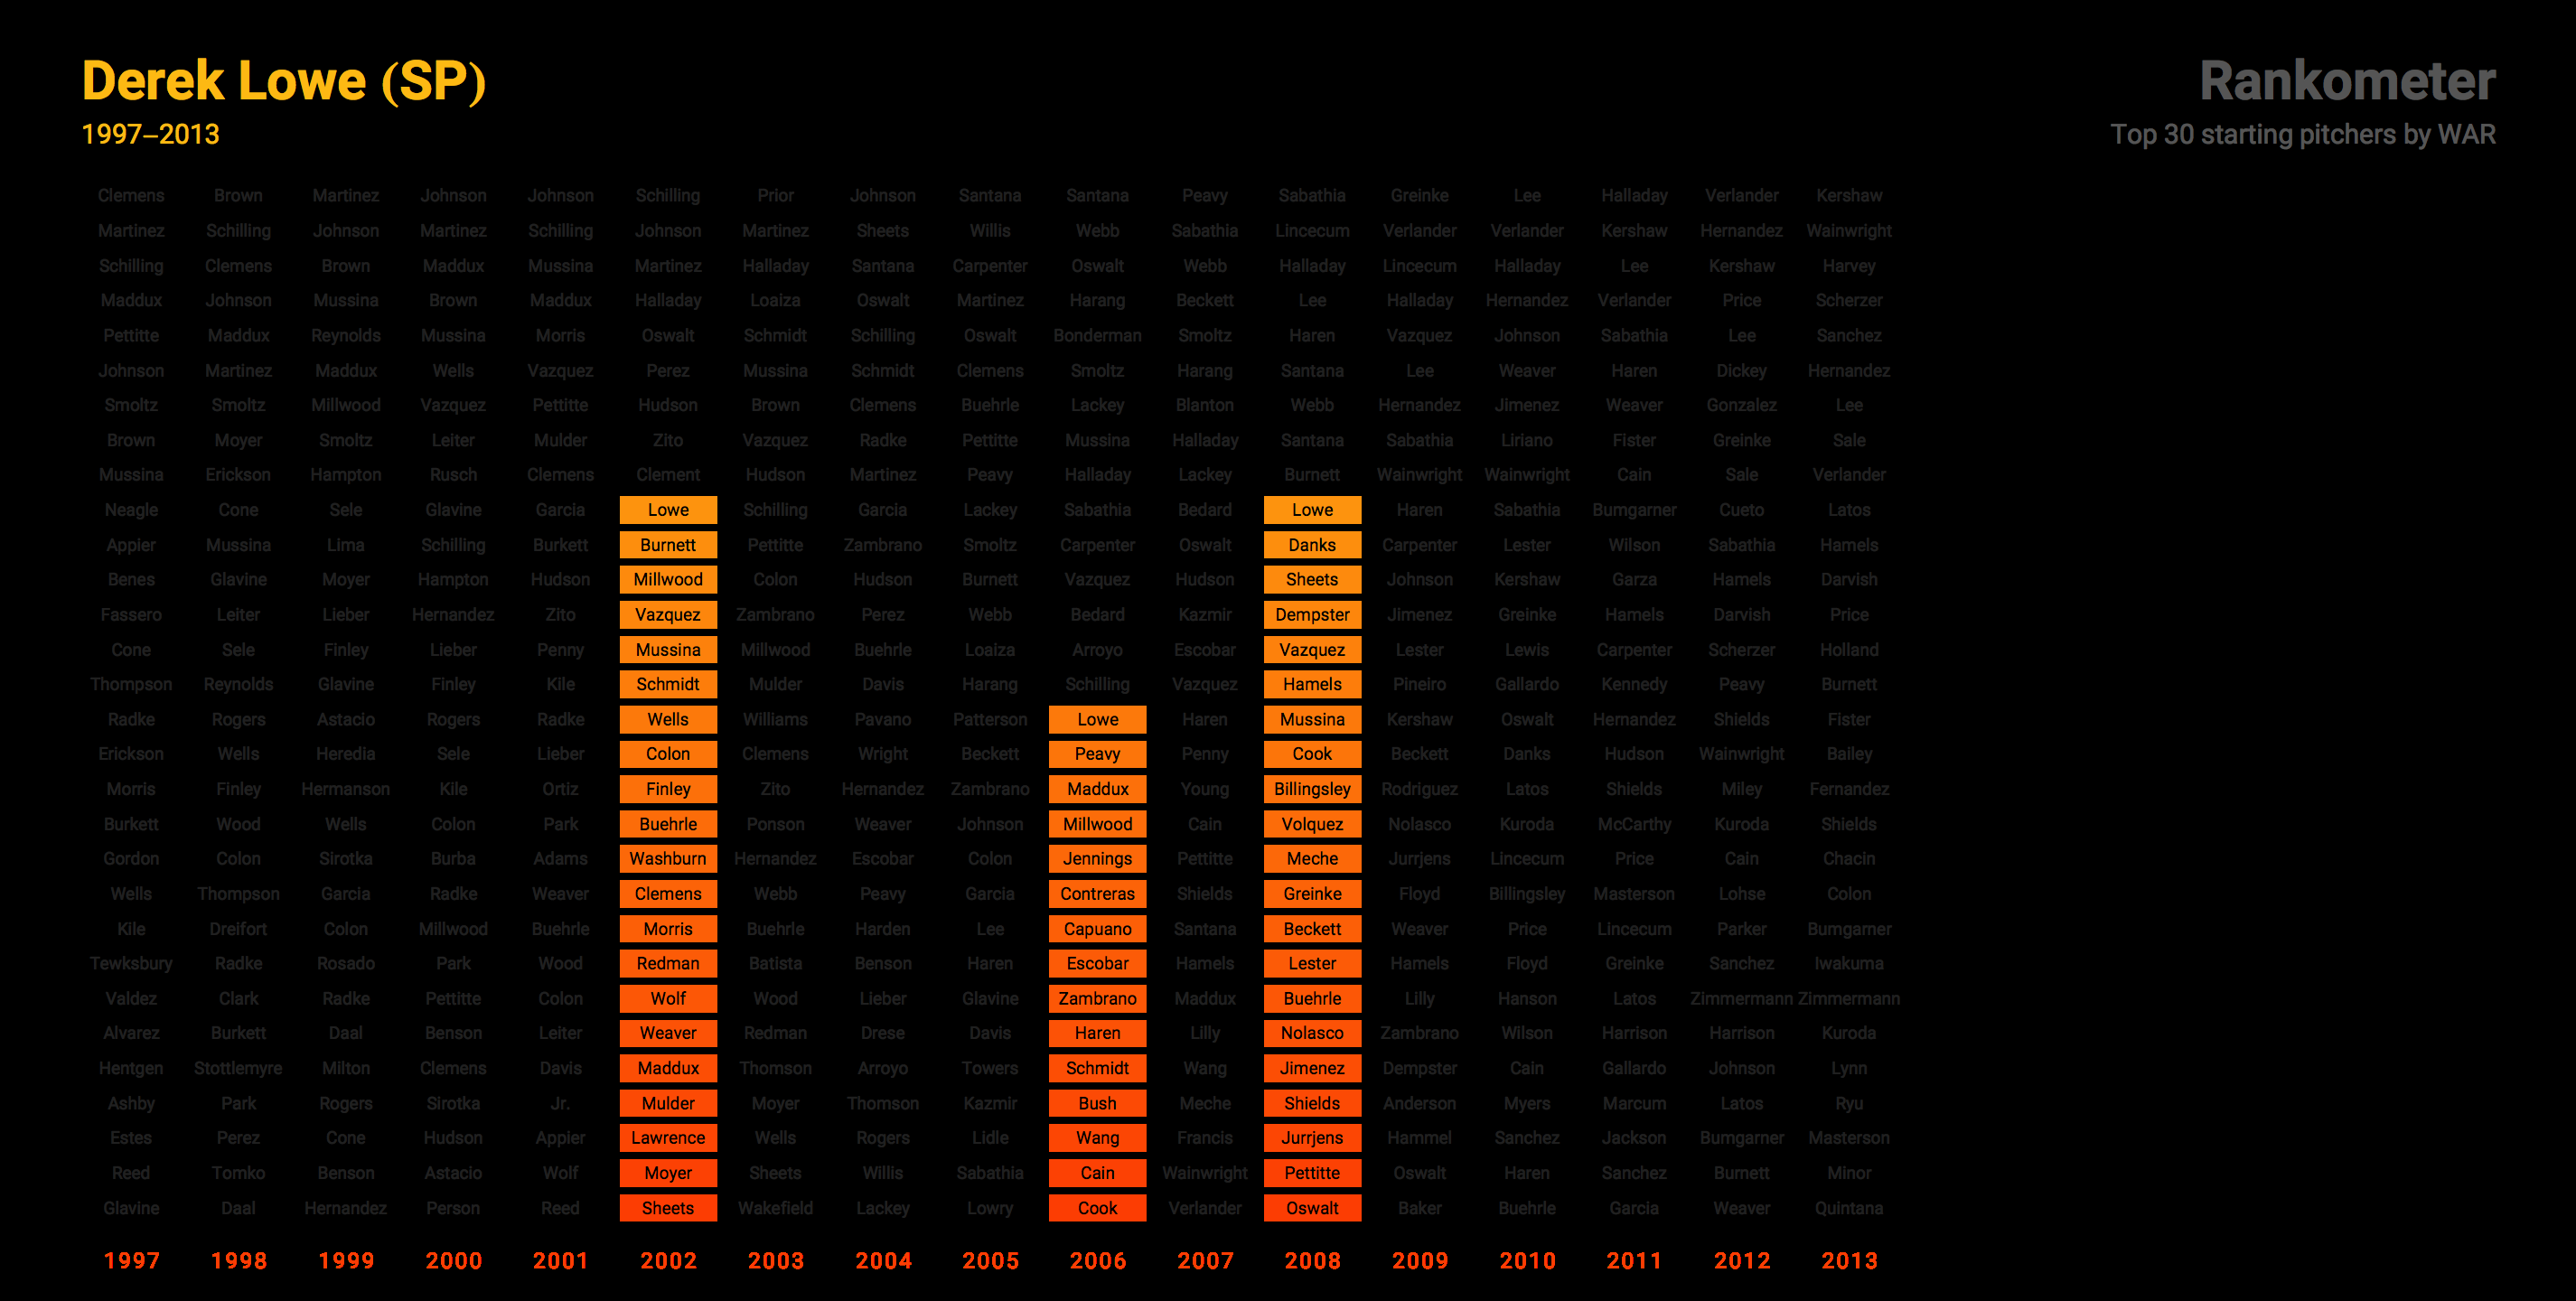 Derek Lowe (SP)
Rankometer
1997–2013
Top 30 starting pitchers by WAR
Clemens Brown Martinez Johnson Johnson Schilling Prior Johnson Santana Santana Peavy Sabathia Greinke Lee Halladay Verlander Kershaw
Martinez Schilling Johnson Martinez Schilling Johnson Martinez Sheets Willis Webb Sabathia Lincecum Verlander Verlander Kershaw Hernandez Wainwright
Schilling Clemens Brown Maddux Mussina Martinez Halladay Santana Carpenter Oswalt Webb Halladay Lincecum Halladay Lee Kershaw Harvey
Maddux Johnson Mussina Brown Maddux Halladay Loaiza Oswalt Martinez Harang Beckett Lee Halladay Hernandez Verlander Price Scherzer
Pettitte Maddux Reynolds Mussina Morris Oswalt Schmidt Schilling Oswalt Bonderman Smoltz Haren Vazquez Johnson Sabathia Lee Sanchez
Johnson Martinez Maddux Wells Vazquez Perez Mussina Schmidt Clemens Smoltz Harang Santana Lee Weaver Haren Dickey Hernandez
Smoltz Smoltz Millwood Vazquez Pettitte Hudson Brown Clemens Buehrle Lackey Blanton Webb Hernandez Jimenez Weaver Gonzalez Lee
Brown Moyer Smoltz Leiter Mulder Zito Vazquez Radke Pettitte Mussina Halladay Santana Sabathia Liriano Fister Greinke Sale
Mussina Erickson Hampton Rusch Clemens Clement Hudson Martinez Peavy Halladay Lackey Burnett Wainwright Wainwright Cain Sale Verlander
Neagle Cone Sele Glavine Garcia Lowe Schilling Garcia Lackey Sabathia Bedard Lowe Haren Sabathia Bumgarner Cueto Latos
Appier Mussina Lima Schilling Burkett Burnett Pettitte Zambrano Smoltz Carpenter Oswalt Danks Carpenter Lester Wilson Sabathia Hamels
Benes Glavine Moyer Hampton Hudson Millwood Colon Hudson Burnett Vazquez Hudson Sheets Johnson Kershaw Garza Hamels Darvish
Fassero Leiter Lieber Hernandez Zito Vazquez Zambrano Perez Webb Bedard Kazmir Dempster Jimenez Greinke Hamels Darvish Price
Cone Sele Finley Lieber Penny Mussina Millwood Buehrle Loaiza Arroyo Escobar Vazquez Lester Lewis Carpenter Scherzer Holland
Thompson Reynolds Glavine Finley Kile Schmidt Mulder Davis Harang Schilling Vazquez Hamels Pineiro Gallardo Kennedy Peavy Burnett
Radke Rogers Astacio Rogers Radke Wells Williams Pavano Patterson Lowe Haren Mussina Kershaw Oswalt Hernandez Shields Fister
Erickson Wells Heredia Sele Lieber Colon Clemens Wright Beckett Peavy Penny Cook Beckett Danks Hudson Wainwright Bailey
Morris Finley Hermanson Kile Ortiz Finley Zito Hernandez Zambrano Maddux Young Billingsley Rodriguez Latos Shields Miley Fernandez
Burkett Wood Wells Colon Park Buehrle Ponson Weaver Johnson Millwood Cain Volquez Nolasco Kuroda McCarthy Kuroda Shields
Gordon Colon Sirotka Burba Adams Washburn Hernandez Escobar Colon Jennings Pettitte Meche Jurrjens Lincecum Price Cain Chacin
Wells Thompson Garcia Radke Weaver Clemens Webb Peavy Garcia Contreras Shields Greinke Floyd Billingsley Masterson Lohse Colon
Kile Dreifort Colon Millwood Buehrle Morris Buehrle Harden Lee Capuano Santana Beckett Weaver Price Lincecum Parker Bumgarner
Tewksbury Radke Rosado Park Wood Redman Batista Benson Haren Escobar Hamels Lester Hamels Floyd Greinke Sanchez Iwakuma
Valdez Clark Radke Pettitte Colon Wolf Wood Lieber Glavine Zambrano Maddux Buehrle Lilly Hanson Latos Zimmermann Zimmermann
Alvarez Burkett Daal Benson Leiter Weaver Redman Drese Davis Haren Lilly Nolasco Zambrano Wilson Harrison Harrison Kuroda
Hentgen Stottlemyre Milton Clemens Davis Maddux Thomson Arroyo Towers Schmidt Wang Jimenez Dempster Cain Gallardo Johnson Lynn
Ashby Park Rogers Sirotka Jr. Mulder Moyer Thomson Kazmir Bush Meche Shields Anderson Myers Marcum Latos Ryu
Estes Perez Cone Hudson Appier Lawrence Wells Rogers Lidle Wang Francis Jurrjens Hammel Sanchez Jackson Bumgarner Masterson
Reed Tomko Benson Astacio Wolf Moyer Sheets Willis Sabathia Cain Wainwright Pettitte Oswalt Haren Sanchez Burnett Minor
Glavine Daal Hernandez Person Reed Sheets Wakefield Lackey Lowry Cook Verlander Oswalt Baker Buehrle Garcia Weaver Quintana
1997 1998 1999 2000 2001 2002 2003 2004 2005 2006 2007 2008 2009 2010 2011 2012 2013